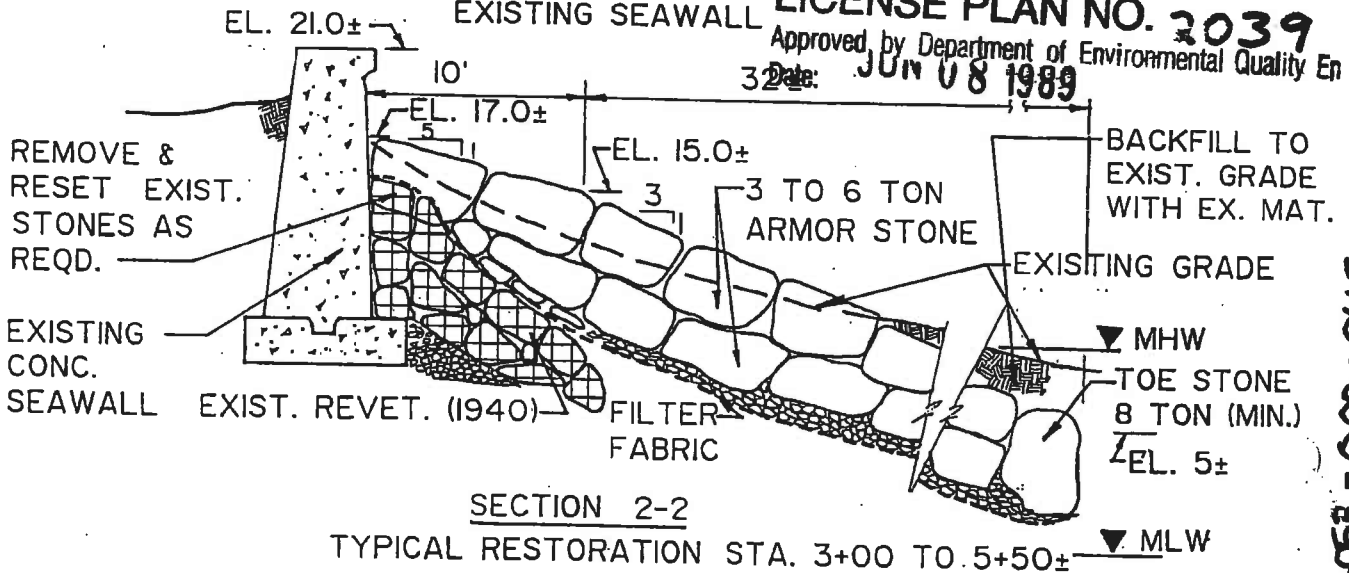 EXISTING SEAWALL
LICENSE PLAN NO. 2039
Approved by Department of Environmental Quality En
Date: JUN 08 1989
EL. 21.0±
10'
32'±
EL. 17.0±
5
1
EL. 15.0±
3
1
REMOVE &
RESET EXIST.
STONES AS
REQD.
3 TO 6 TON
ARMOR STONE
BACKFILL TO
EXIST. GRADE
WITH EX. MAT.
EXISTING GRADE
EXISTING
CONC.
SEAWALL
MHW
TOE STONE
8 TON (MIN.)
EL. 5±
EXIST. REVET. (1940)
FILTER
FABRIC
SECTION 2-2
TYPICAL RESTORATION STA. 3+00 TO 5+50±
MLW